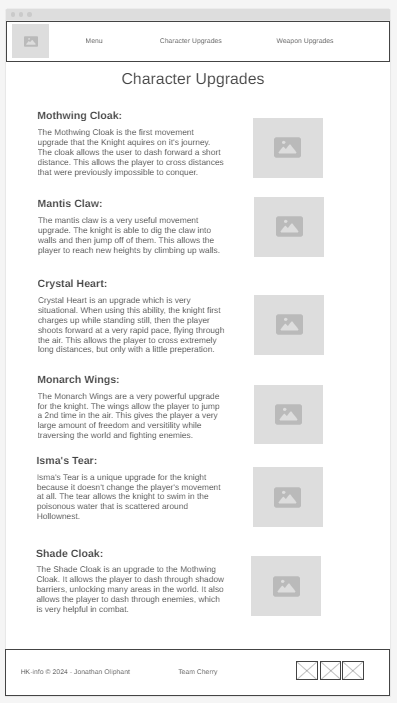 Menu
Character Upgrades
Weapon Upgrades
Character Upgrades
Mothwing Cloak:
The Mothwing Cloak is the first movement
upgrade that the Knight aquires on it's journey.
The cloak allows the user to dash forward a short
distance. This allows the player to cross distances
that were previously impossible to conquer.
Mantis Claw:
The mantis claw is a very useful movement
upgrade. The knight is able to dig the claw into
walls and then jump off of them. This allows the
player to reach new heights by climbing up walls.
Crystal Heart:
Crystal Heart is an upgrade which is very
situational. When using this ability, the knight first
charges up while standing still, then the player
shoots forward at a very rapid pace, flying through
the air. This allows the player to cross extremely
long distances, but only with a little preperation.
Monarch Wings:
The Monarch Wings are a very powerful upgrade
for the knight. The wings allow the player to jump
a 2nd time in the air. This gives the player a very
large amount of freedom and versitility while
traversing the world and fighting enemies.
Isma's Tear:
Isma's Tear is a unique upgrade for the knight
because it doesn't change the player's movement
at all. The tear allows the knight to swim in the
poisonous water that is scattered around
Hollownest.
Shade Cloak:
The Shade Cloak is an upgrade to the Mothwing
Cloak. It allows the player to dash through shadow
barriers, unlocking many areas in the world. It also
allows the player to dash through enemies, which
is very helpful in combat.
HK-info © 2024 - Jonathan Oliphant
Team Cherry